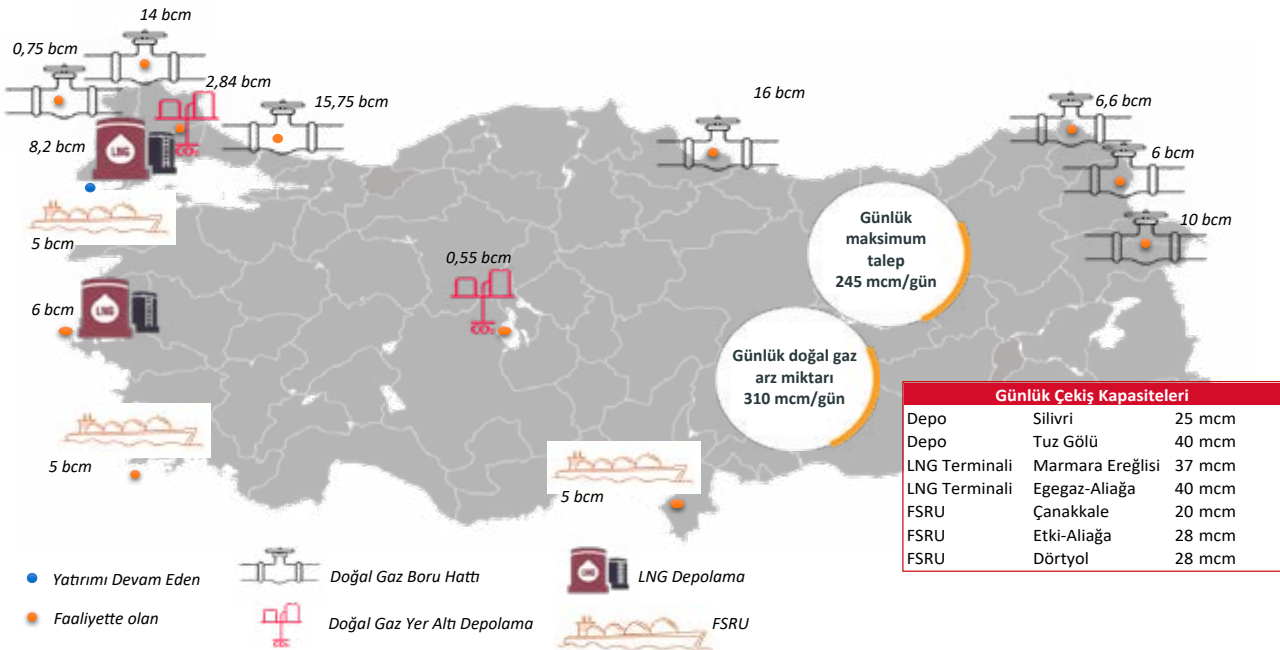 14 bcm
0,75 bcm
2,84 bcm
15,75 bcm
16 bcm
6,6 bcm
8,2 bcm
LNG
CO₂
6 bcm
10 bcm
5 bcm
0,55 bcm
CO₂
Günlük
maksimum
talep
245 mcm/gün
6 bcm
LNG
Günlük doğal gaz
arz miktarı
310 mcm/gün
5 bcm
5 bcm
Günlük Çekiş Kapasiteleri
Depo Silivri 25 mcm
Depo Tuz Gölü 40 mcm
LNG Terminali Marmara Ereğlisi 37 mcm
LNG Terminali Egegaz-Aliağa 40 mcm
FSRU Çanakkale 20 mcm
FSRU Etki-Aliağa 28 mcm
FSRU Dörtyol 28 mcm
Yatırımı Devam Eden
Doğal Gaz Boru Hattı
LNG
LNG Depolama
Faaliyette olan
CO₂
Doğal Gaz Yer Altı Depolama
FSRU